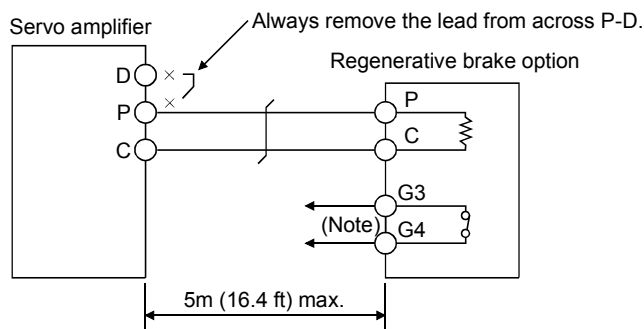 Always remove the lead from across P-D.
Servo amplifier
Regenerative brake option
D
P
P
C
C
G3
(Note)
G4
5m (16.4 ft) max.